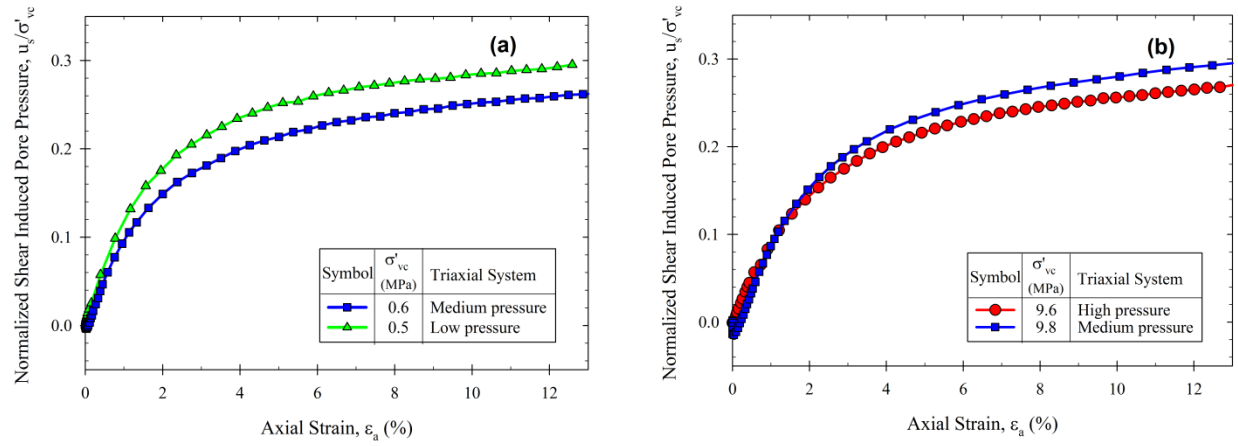 (a)
Normalized Shear Induced Pore Pressure, uₛ/σ'vc
0.3
0.2
0.1
0.0
0 2 4 6 8 10 12
Axial Strain, εₐ (%)
Symbol σ'vc (MPa) Triaxial System
0.6 Medium pressure
0.5 Low pressure
(b)
Normalized Shear Induced Pore Pressure, uₛ/σ'vc
0.3
0.2
0.1
0.0
0 2 4 6 8 10 12
Axial Strain, εₐ (%)
Symbol σ'vc (MPa) Triaxial System
9.6 High pressure
9.8 Medium pressure